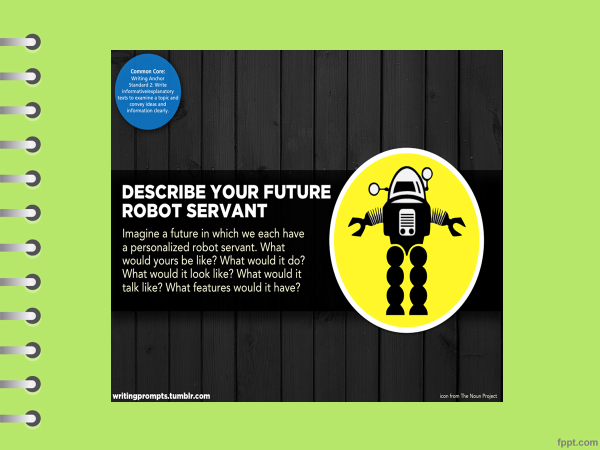 Common Core:
Writing Anchor
Standard 2: Write
informative/explanatory
texts to examine a topic and
convey ideas and
information clearly.
DESCRIBE YOUR FUTURE
ROBOT SERVANT
Imagine a future in which we each have
a personalized robot servant. What
would yours be like? What would it do?
What would it look like? What would it
talk like? What features would it have?
writingprompts.tumblr.com
icon from The Noun Project
fppt.com